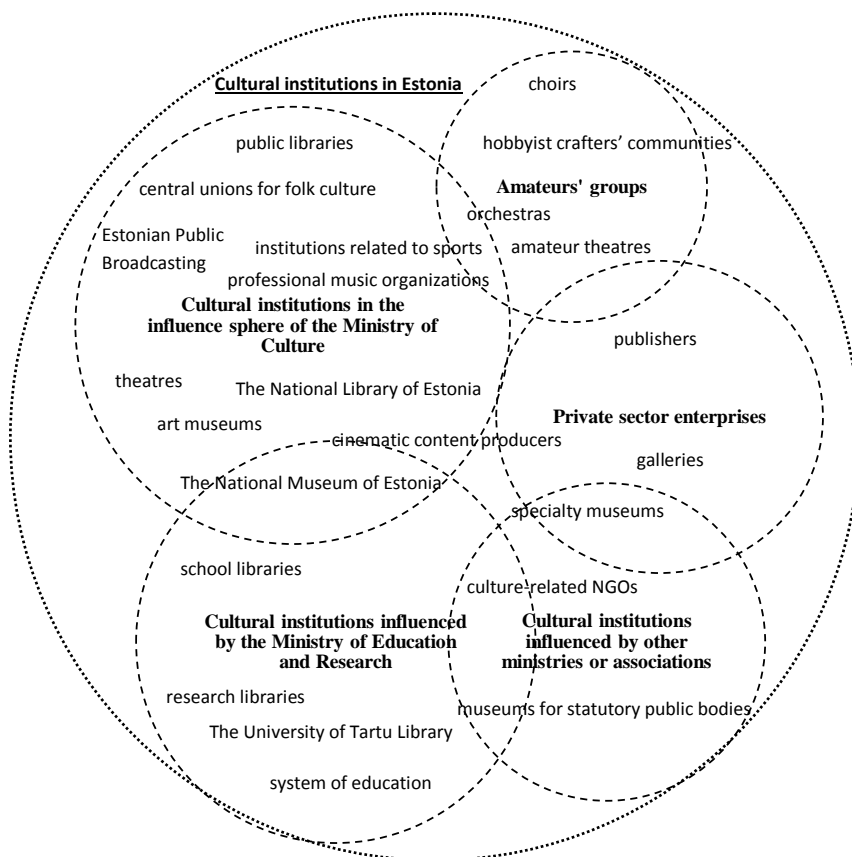 Cultural institutions in Estonia
choirs
public libraries
hobbyist crafters' communities
central unions for folk culture
Amateurs' groups
orchestras
Estonian Public
Broadcasting
institutions related to sports
amateur theatres
professional music organizations
Cultural institutions in the
influence sphere of the Ministry of
Culture
publishers
theatres
The National Library of Estonia
art museums
Private sector enterprises
cinematic content producers
galleries
The National Museum of Estonia
specialty museums
school libraries
culture-related NGOs
Cultural institutions influenced
by the Ministry of Education
and Research
Cultural institutions
influenced by other
ministries or associations
research libraries
museums for statutory public bodies
The University of Tartu Library
system of education